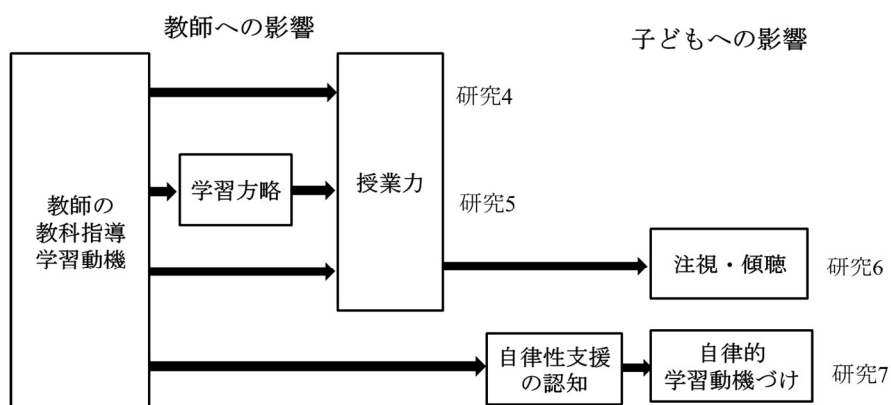 教師への影響
子どもへの影響
研究4
学習方略
授業力
研究5
教師の
教科指導
学習動機
注視・傾聴
研究6
自律性支援
の認知
自律的
学習動機づけ
研究7